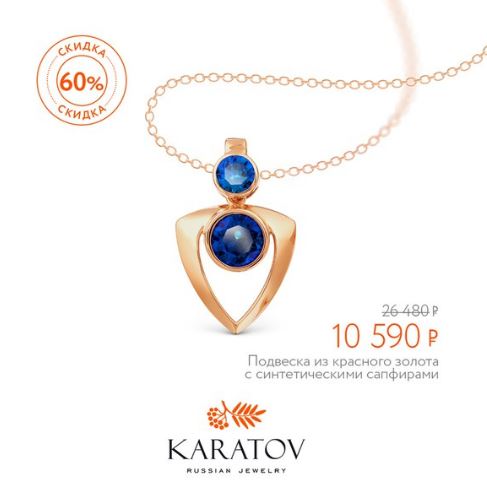 СКИДКА
60%
СКИДКА
26 480 ₽
10 590 ₽
Подвеска из красного золота
с синтетическими сапфирами
KARATOV
RUSSIAN JEWELRY